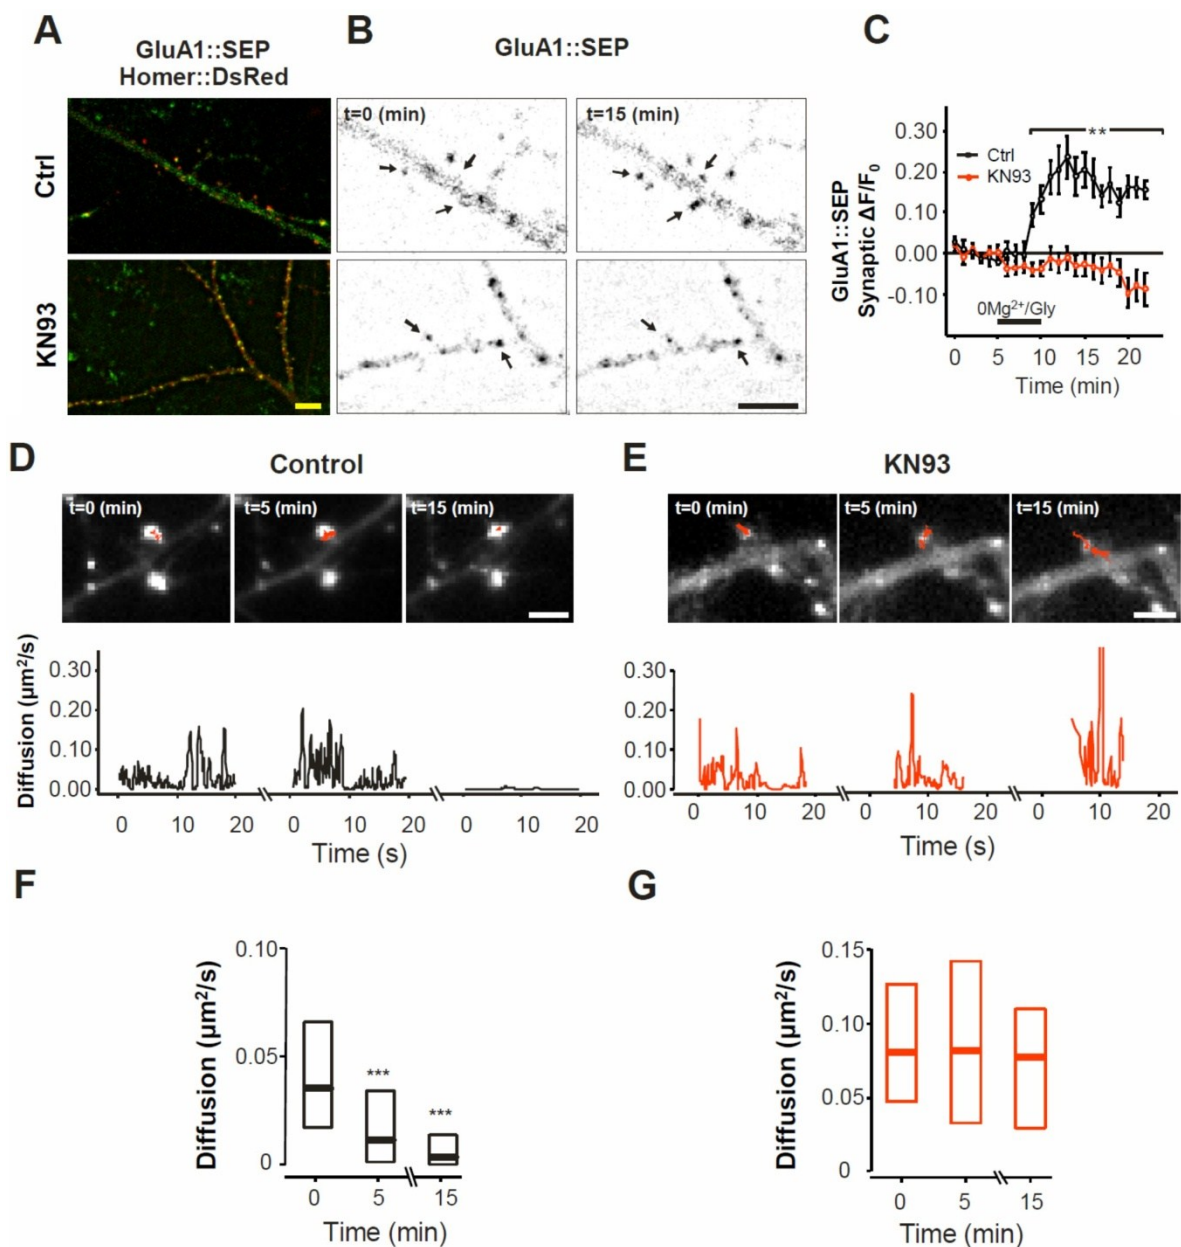 A
GluA1::SEP
Homer::DsRed
Ctrl
KN93
B
GluA1::SEP
t=0 (min)
t=15 (min)
C
GluA1::SEP
Synaptic ΔF/F0
0.30
0.20
0.10
0.00
-0.10
**
Ctrl
KN93
0Mg2+/Gly
0 5 10 15 20
Time (min)
D
Control
t=0 (min)
t=5 (min)
t=15 (min)
Diffusion (µm²/s)
0.30
0.20
0.10
0.00
0 10 20 0 10 20 0 10 20
Time (s)
E
KN93
t=0 (min)
t=5 (min)
t=15 (min)
0.30
0.20
0.10
0.00
0 10 20 0 10 20 0 10 20
Time (s)
F
Diffusion (µm²/s)
0.10
0.05
0
***
***
0 5 15
Time (min)
G
Diffusion (µm²/s)
0.15
0.10
0.05
0
0 5 15
Time (min)